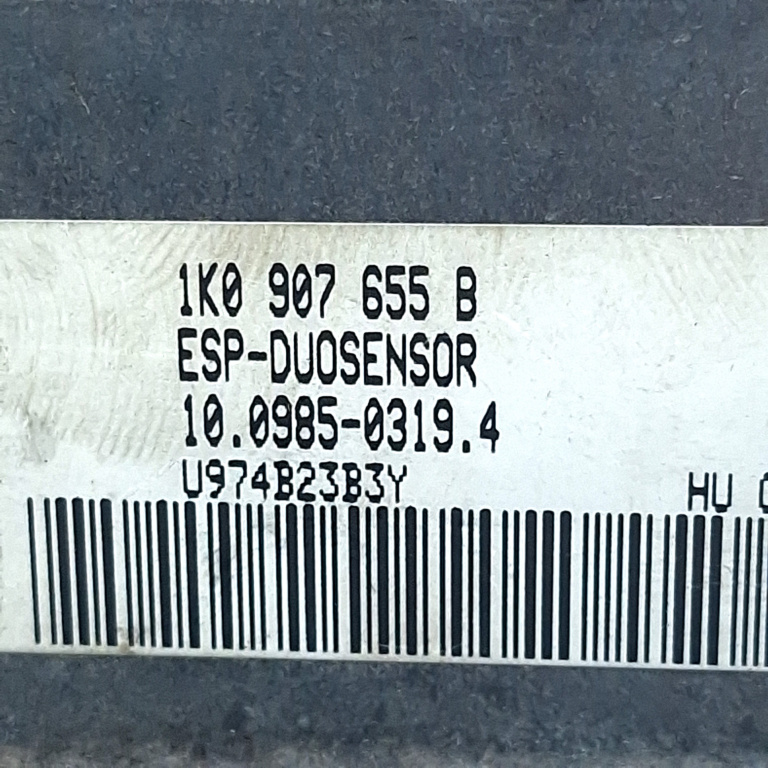 1K0 907 655 B
ESP-DUOSENSOR
10.0985-0319.4
U974B23B3Y
HU